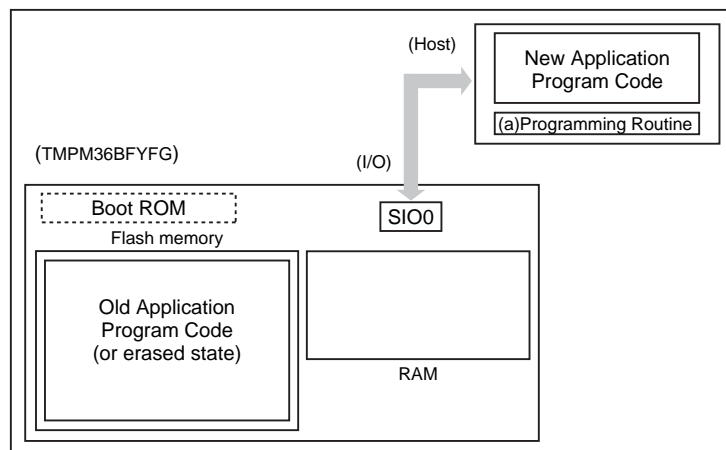 (Host)
New Application
Program Code
(a)Programming Routine
(TMPM36BFYFG)
(I/O)
Boot ROM
SIO0
Flash memory
Old Application
Program Code
(or erased state)
RAM